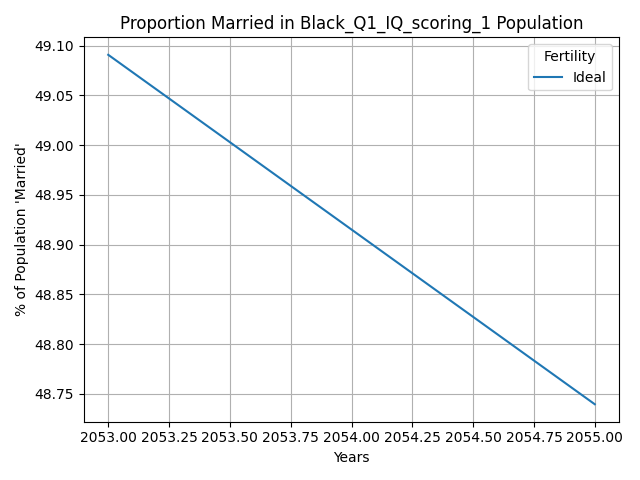 Proportion Married in Black_Q1_IQ_scoring_1 Population
Fertility
Ideal
% of Population 'Married'
49.10
49.05
49.00
48.95
48.90
48.85
48.80
48.75
2053.00 2053.25 2053.50 2053.75 2054.00 2054.25 2054.50 2054.75 2055.00
Years